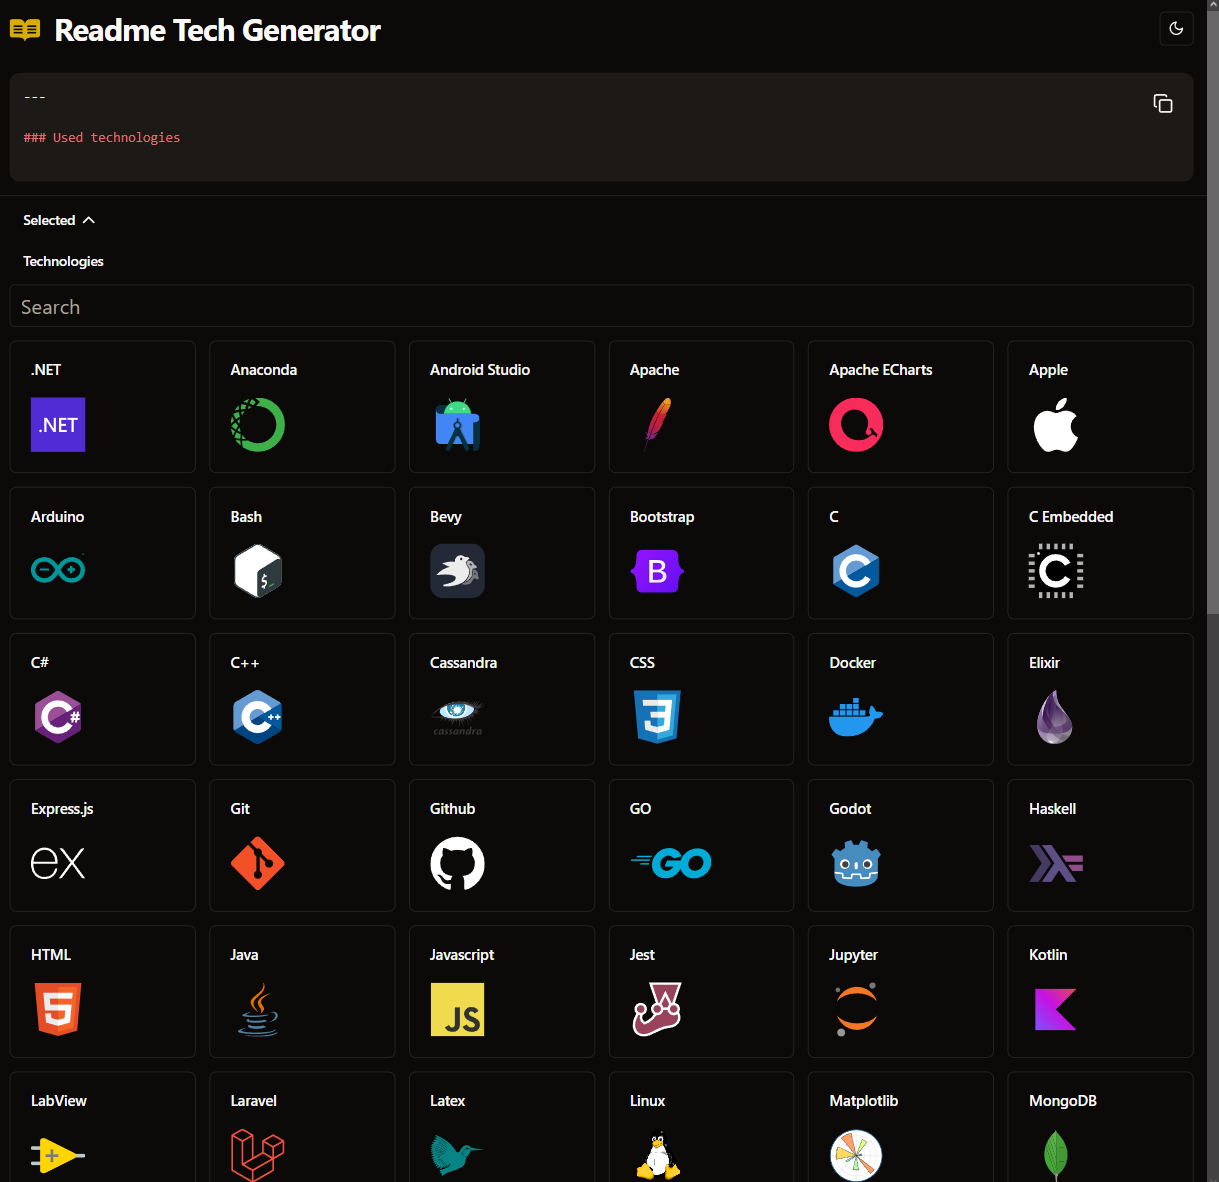 Readme Tech Generator
---
### Used technologies
Selected
Technologies
Search
.NET Anaconda Android Studio Apache Apache ECharts Apple
.NET
Arduino Bash Bevy Bootstrap C C Embedded
$_ B C C
C# C++ Cassandra CSS Docker Elixir
C# C++ cassandra 3
Express.js Git Github GO Godot Haskell
ex GO
HTML Java Javascript Jest Jupyter Kotlin
5 JS
LabView Laravel Latex Linux Matplotlib MongoDB